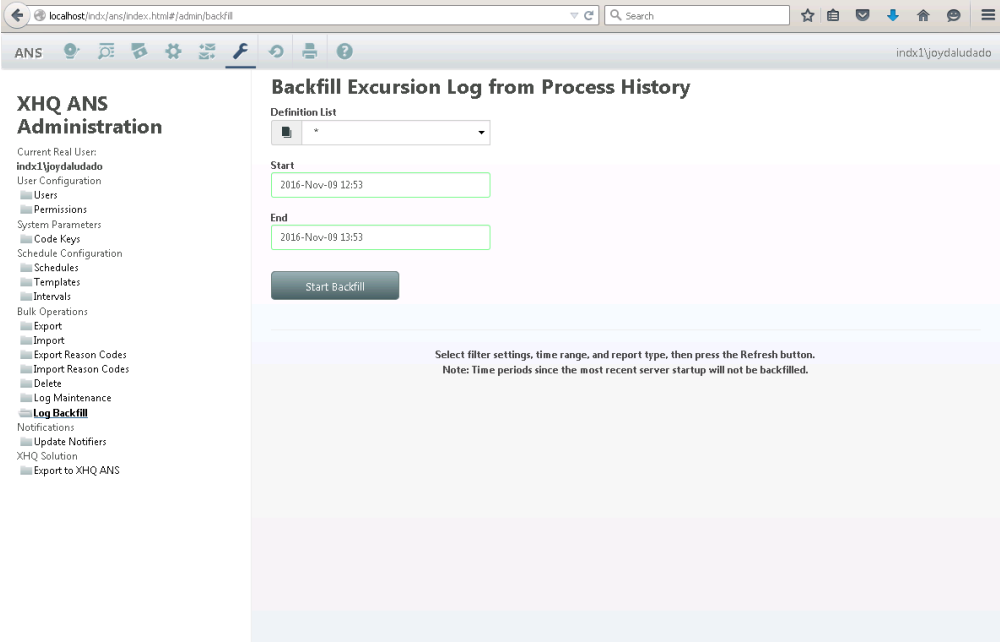 localhost/indx/ans/index.html#/admin/backfill
Search
ANS
indx1\joydaludado
XHQ ANS
Administration
Current Real User:
indx1\joydaludado
User Configuration
Users
Permissions
System Parameters
Code Keys
Schedule Configuration
Schedules
Templates
Intervals
Bulk Operations
Export
Import
Export Reason Codes
Import Reason Codes
Delete
Log Maintenance
Log Backfill
Notifications
Update Notifiers
XHQ Solution
Export to XHQ ANS
Backfill Excursion Log from Process History
Definition List
*
Start
2016-Nov-09 12:53
End
2016-Nov-09 13:53
Start Backfill
Select filter settings, time range, and report type, then press the Refresh button.
Note: Time periods since the most recent server startup will not be backfilled.